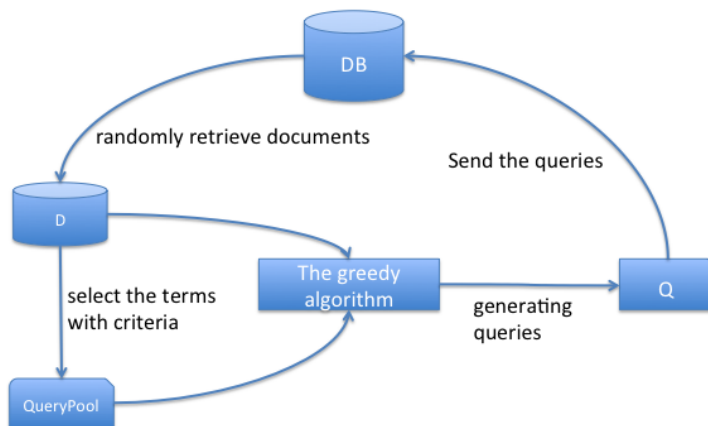 DB
randomly retrieve documents
Send the queries
D
The greedy
algorithm
Q
select the terms
with criteria
generating
queries
QueryPool